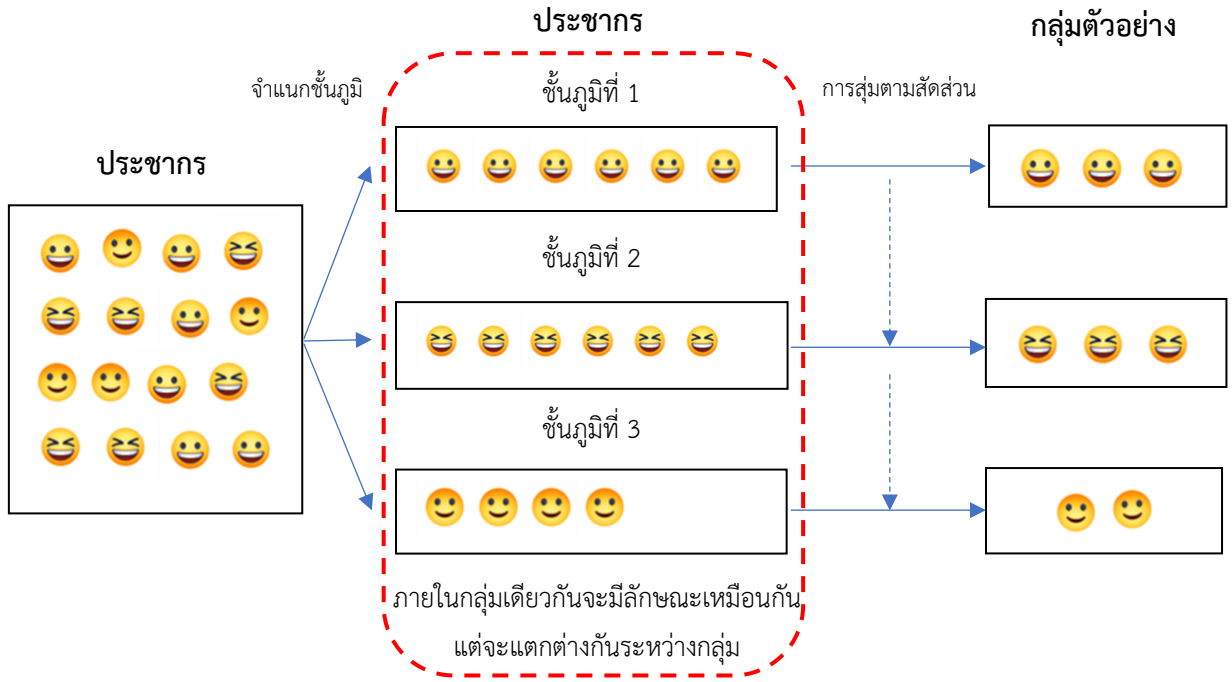 ประชากร
กลุ่มตัวอย่าง
จำแนกชั้นภูมิ
ชั้นภูมิที่ 1
การสุ่มตามสัดส่วน
ประชากร
ชั้นภูมิที่ 2
ชั้นภูมิที่ 3
ภายในกลุ่มเดียวกันจะมีลักษณะเหมือนกัน
แต่จะแตกต่างกันระหว่างกลุ่ม